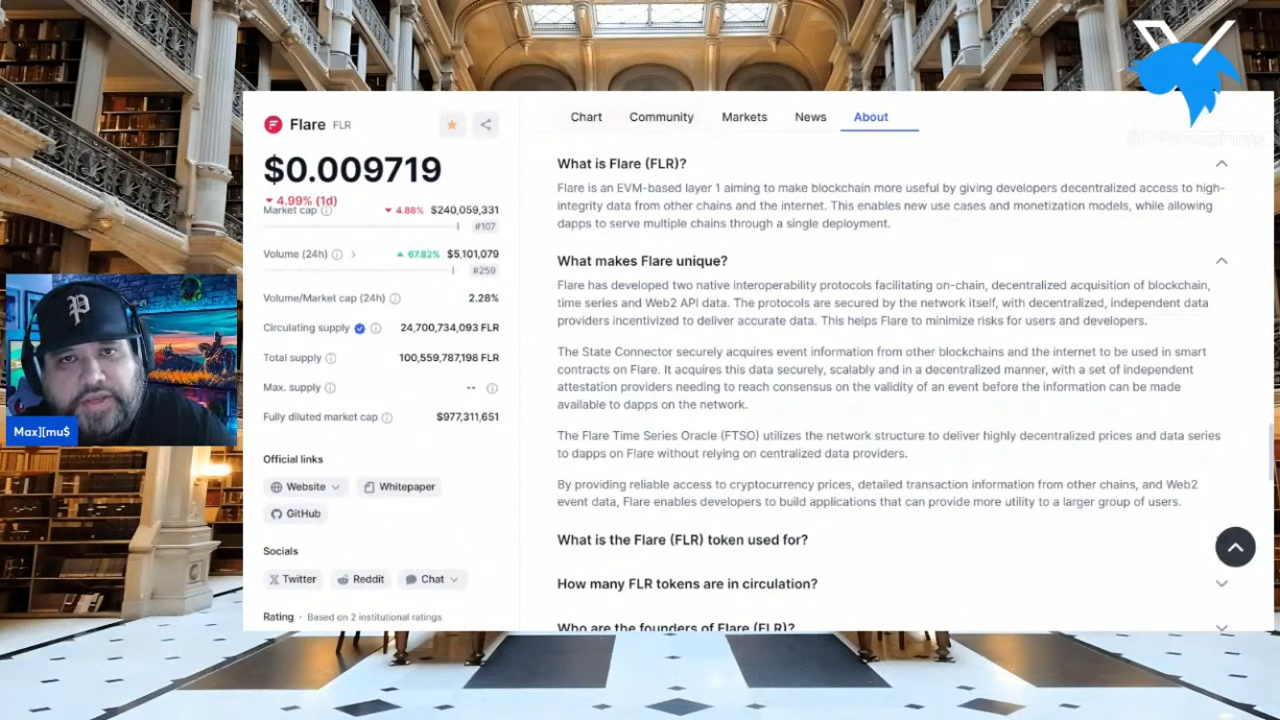 Flare FLR
$0.009719
4.99% (1d)
Market cap 4.88% $240,059,331
#107
Volume (24h) 67.82% $5,101,079
#259
Volume/Market cap (24h) 2.28%
Circulating supply 24,700,734,093 FLR
Total supply 100,559,787,198 FLR
Max. supply --
Fully diluted market cap $977,311,651
Official links
Website
Whitepaper
GitHub
Socials
Twitter
Reddit
Chat
Rating · Based on 2 institutional ratings
Chart
Community
Markets
News
About
What is Flare (FLR)?
Flare is an EVM-based layer 1 aiming to make blockchain more useful by giving developers decentralized access to high-
integrity data from other chains and the internet. This enables new use cases and monetization models, while allowing
dapps to serve multiple chains through a single deployment.
What makes Flare unique?
Flare has developed two native interoperability protocols facilitating on-chain, decentralized acquisition of blockchain,
time series and Web2 API data. The protocols are secured by the network itself, with decentralized, independent data
providers incentivized to deliver accurate data. This helps Flare to minimize risks for users and developers.
The State Connector securely acquires event information from other blockchains and the internet to be used in smart
contracts on Flare. It acquires this data securely, scalably and in a decentralized manner, with a set of independent
attestation providers needing to reach consensus on the validity of an event before the information can be made
available to dapps on the network.
The Flare Time Series Oracle (FTSO) utilizes the network structure to deliver highly decentralized prices and data series
to dapps on Flare without relying on centralized data providers.
By providing reliable access to cryptocurrency prices, detailed transaction information from other chains, and Web2
event data, Flare enables developers to build applications that can provide more utility to a larger group of users.
What is the Flare (FLR) token used for?
How many FLR tokens are in circulation?
Who are the founders of Flare (FLR)?
P
Max][mu$